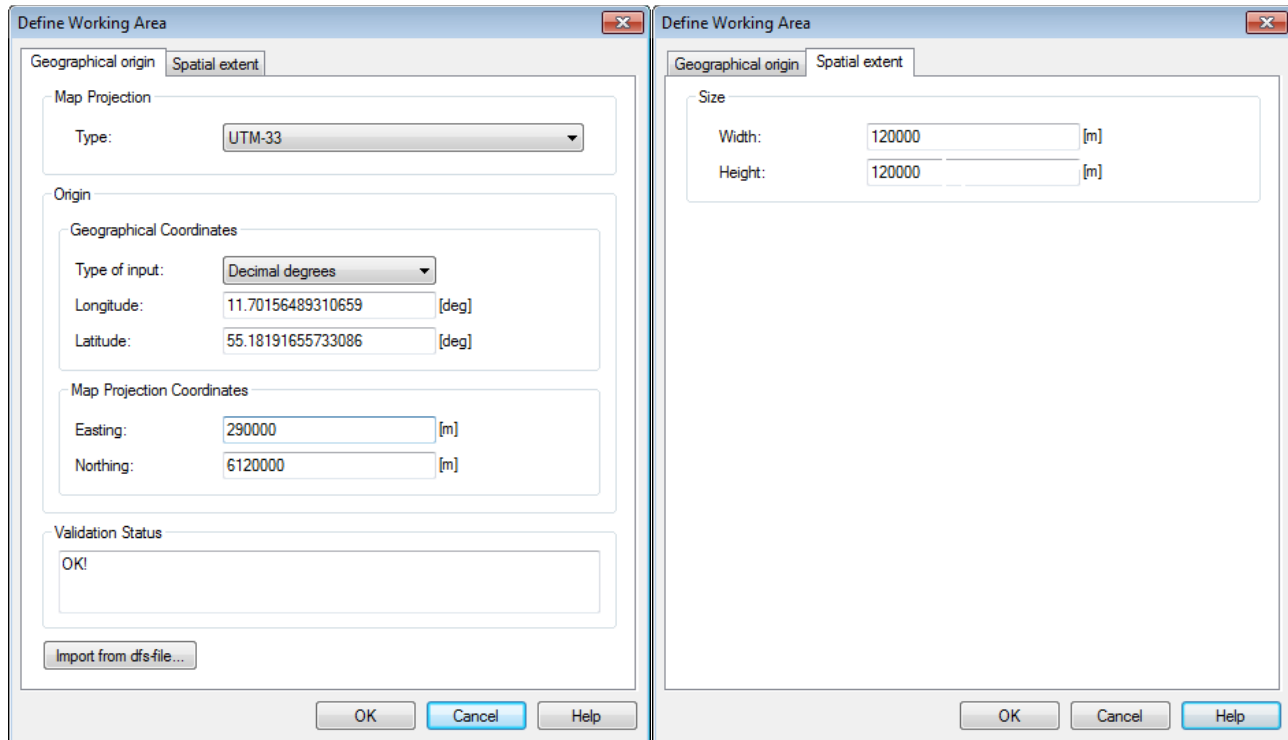 Define Working Area
Geographical origin Spatial extent
Map Projection
Type: UTM-33
Origin
Geographical Coordinates
Type of input: Decimal degrees
Longitude: 11.70156489310659 [deg]
Latitude: 55.18191655733086 [deg]
Map Projection Coordinates
Easting: 290000 [m]
Northing: 6120000 [m]
Validation Status
OK!
Import from dfs-file...
OK Cancel Help
Define Working Area
Geographical origin Spatial extent
Size
Width: 120000 [m]
Height: 120000 [m]
OK Cancel Help